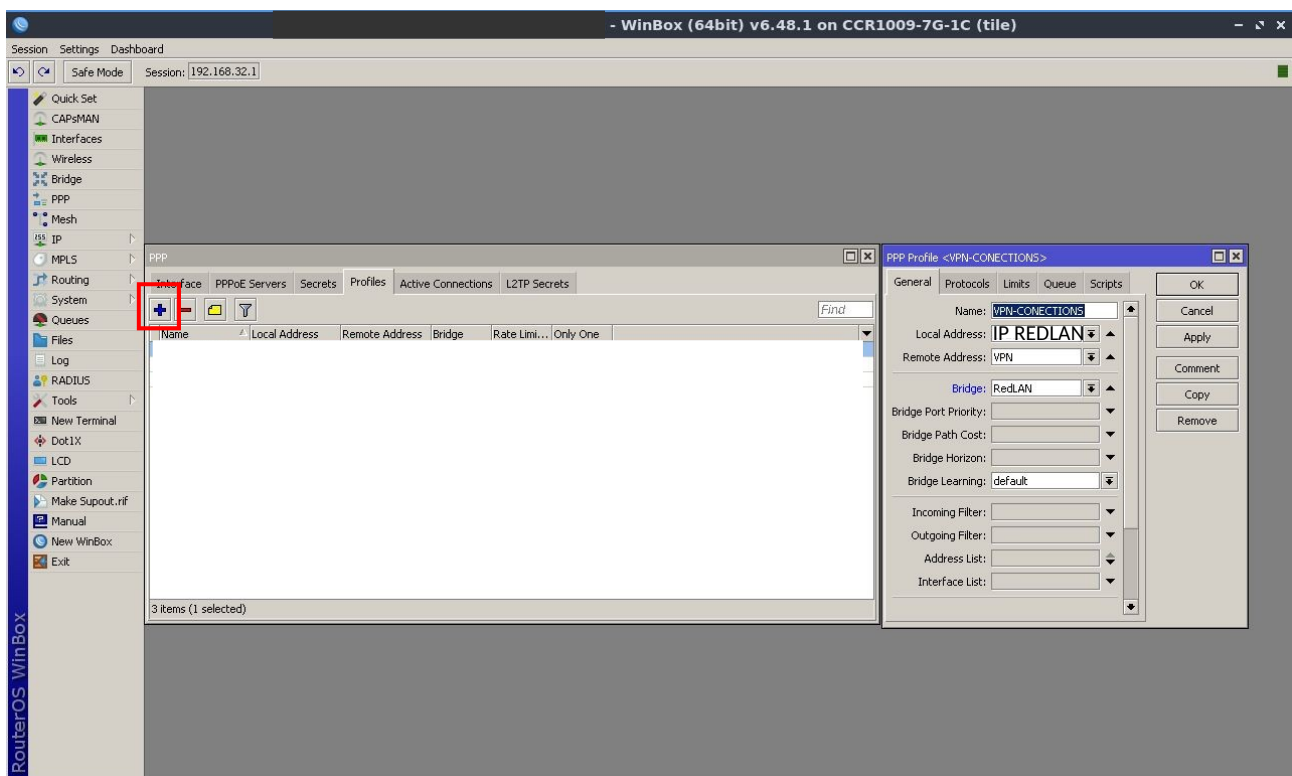 - WinBox (64bit) v6.48.1 on CCR1009-7G-1C (tile)
Session Settings Dashboard
Safe Mode Session: 192.168.32.1
Quick Set
CAPsMAN
Interfaces
Wireless
Bridge
PPP
Mesh
IP
MPLS
Routing
System
Queues
Files
Log
RADIUS
Tools
New Terminal
Dot1X
LCD
Partition
Make Supout.rif
Manual
New WinBox
Exit
RouterOS WinBox
PPP
Interface PPPoE Servers Secrets Profiles Active Connections L2TP Secrets
Find
Name Local Address Remote Address Bridge Rate Limi... Only One
3 items (1 selected)
PPP Profile <VPN-CONECTIONS>
General Protocols Limits Queue Scripts
Name: VPN-CONECTIONS
Local Address: IP REDLAN
Remote Address: VPN
Bridge: RedLAN
Bridge Port Priority:
Bridge Path Cost:
Bridge Horizon:
Bridge Learning: default
Incoming Filter:
Outgoing Filter:
Address List:
Interface List:
OK
Cancel
Apply
Comment
Copy
Remove